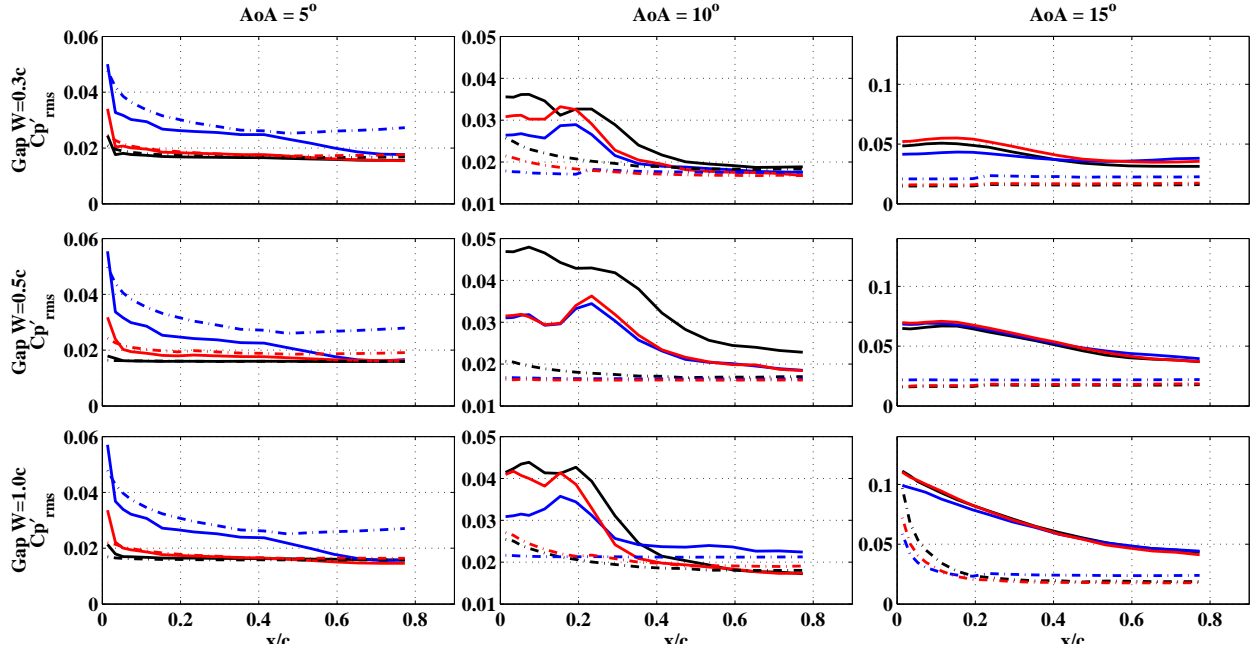 AoA = 5o AoA = 10o AoA = 15o
Gap W=0.3c
Cp′rms
0.06 0.04 0.02 0
0.05 0.04 0.03 0.02 0.01
0.1 0.05 0
Gap W=0.5c
Cp′rms
0.06 0.04 0.02 0
0.05 0.04 0.03 0.02 0.01
0.1 0.05 0
Gap W=1.0c
Cp′rms
0.06 0.04 0.02 0
0.05 0.04 0.03 0.02 0.01
0.1 0.05 0
0 0.2 0.4 0.6 0.8 0 0.2 0.4 0.6 0.8 0 0.2 0.4 0.6 0.8
x/c x/c x/c